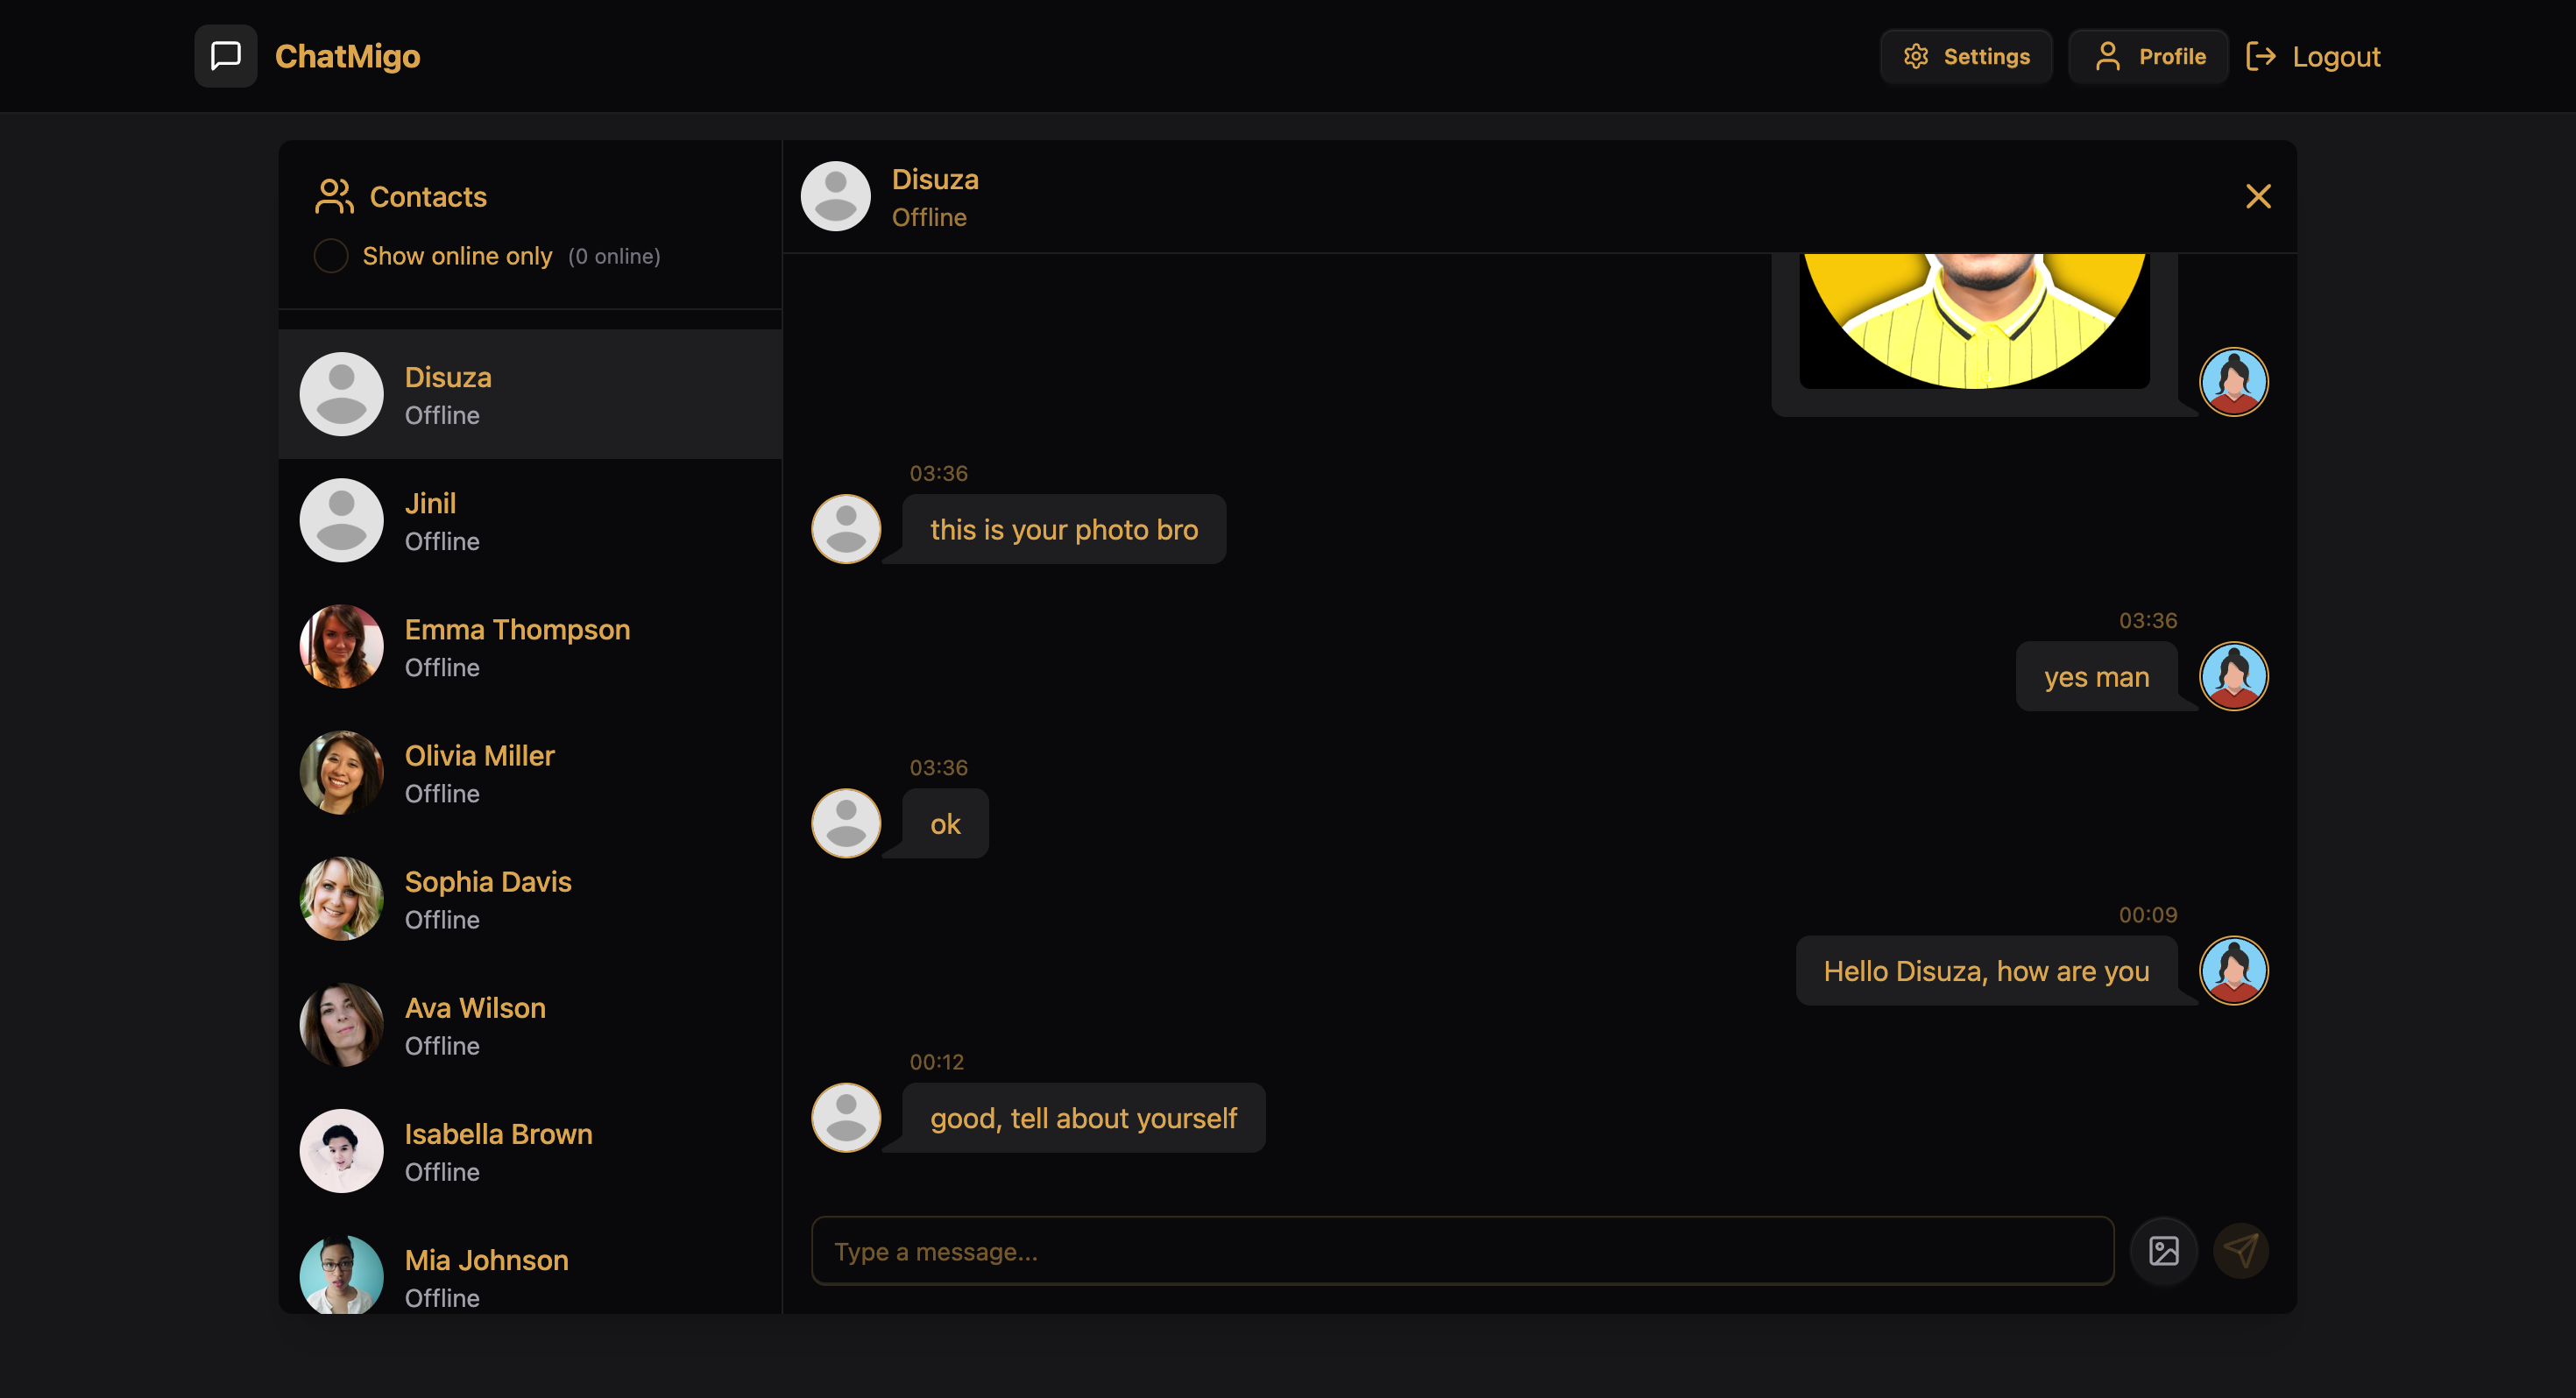 ChatMigo
Settings
Profile
Logout
Contacts
Show online only (0 online)
Disuza
Offline
Jinil
Offline
Emma Thompson
Offline
Olivia Miller
Offline
Sophia Davis
Offline
Ava Wilson
Offline
Isabella Brown
Offline
Mia Johnson
Offline
Disuza
Offline
03:36
this is your photo bro
03:36
yes man
03:36
ok
00:09
Hello Disuza, how are you
00:12
good, tell about yourself
Type a message...